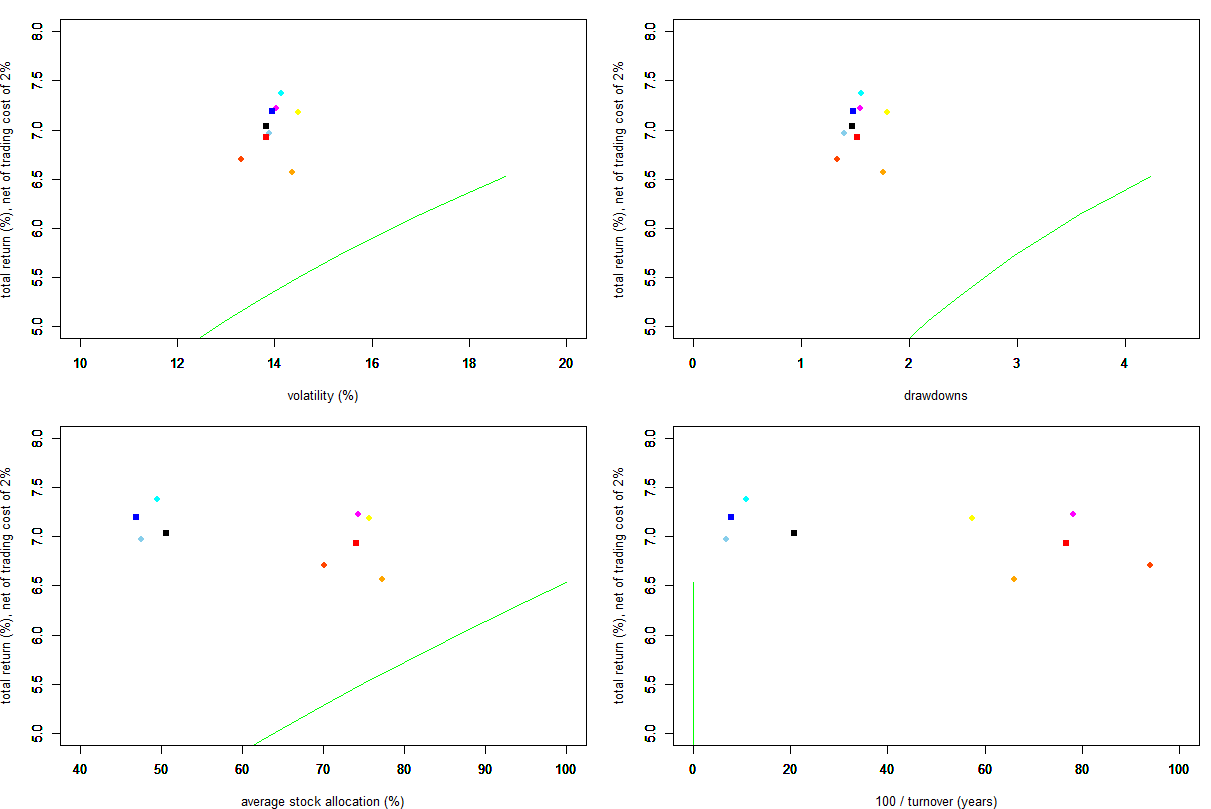 total return (%), net of trading cost of 2%
8.0
7.5
7.0
6.5
6.0
5.5
5.0
10 12 14 16 18 20
volatility (%)
total return (%), net of trading cost of 2%
8.0
7.5
7.0
6.5
6.0
5.5
5.0
0 1 2 3 4
drawdowns
total return (%), net of trading cost of 2%
8.0
7.5
7.0
6.5
6.0
5.5
5.0
40 50 60 70 80 90 100
average stock allocation (%)
total return (%), net of trading cost of 2%
8.0
7.5
7.0
6.5
6.0
5.5
5.0
0 20 40 60 80 100
100 / turnover (years)